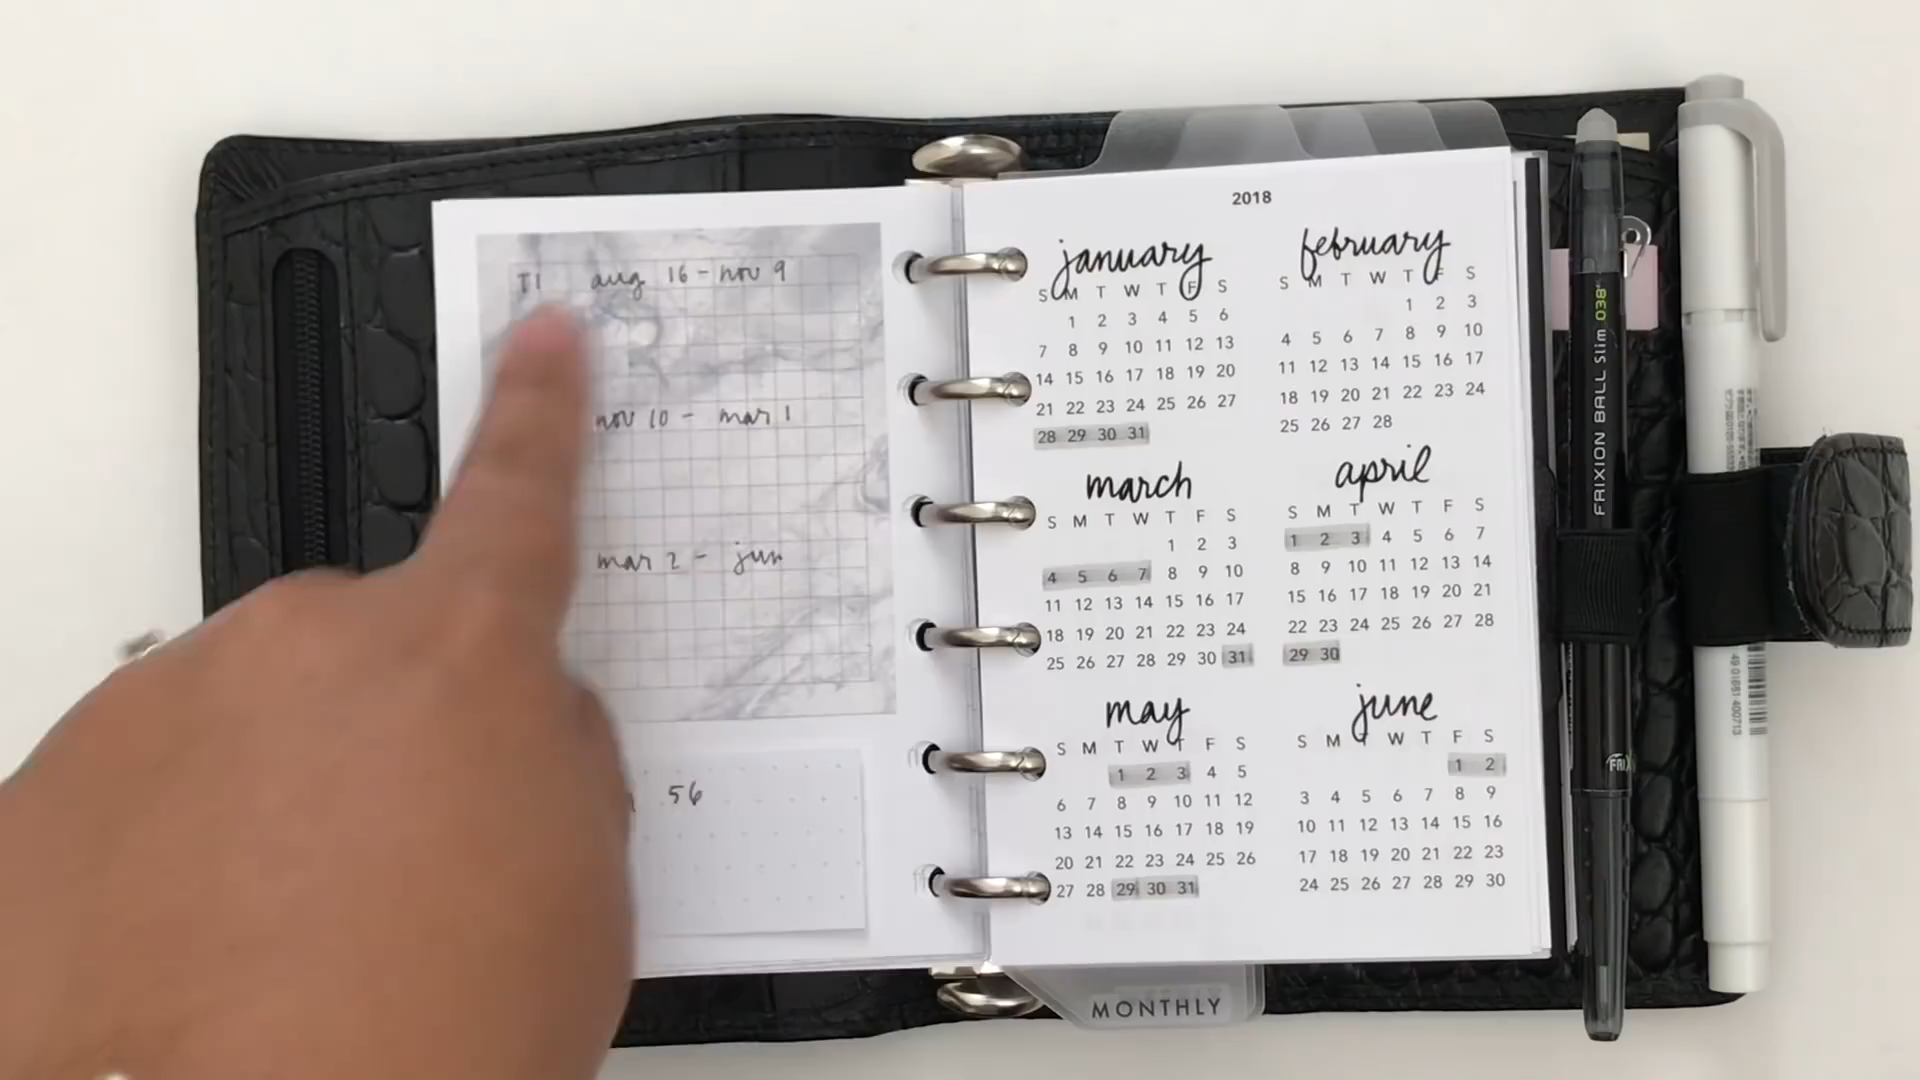 T1 aug 16 - nov 9
nov 10 - mar 1
mar 2 - jun
56
2018
january
S M T W T F S
1 2 3 4 5 6
7 8 9 10 11 12 13
14 15 16 17 18 19 20
21 22 23 24 25 26 27
28 29 30 31
february
S M T W T F S
1 2 3
4 5 6 7 8 9 10
11 12 13 14 15 16 17
18 19 20 21 22 23 24
25 26 27 28
march
S M T W T F S
1 2 3
4 5 6 7 8 9 10
11 12 13 14 15 16 17
18 19 20 21 22 23 24
25 26 27 28 29 30 31
april
S M T W T F S
1 2 3 4 5 6 7
8 9 10 11 12 13 14
15 16 17 18 19 20 21
22 23 24 25 26 27 28
29 30
may
S M T W T F S
1 2 3 4 5
6 7 8 9 10 11 12
13 14 15 16 17 18 19
20 21 22 23 24 25 26
27 28 29 30 31
june
S M T W T F S
1 2
3 4 5 6 7 8 9
10 11 12 13 14 15 16
17 18 19 20 21 22 23
24 25 26 27 28 29 30
MONTHLY
FRIXION BALL Slim 038